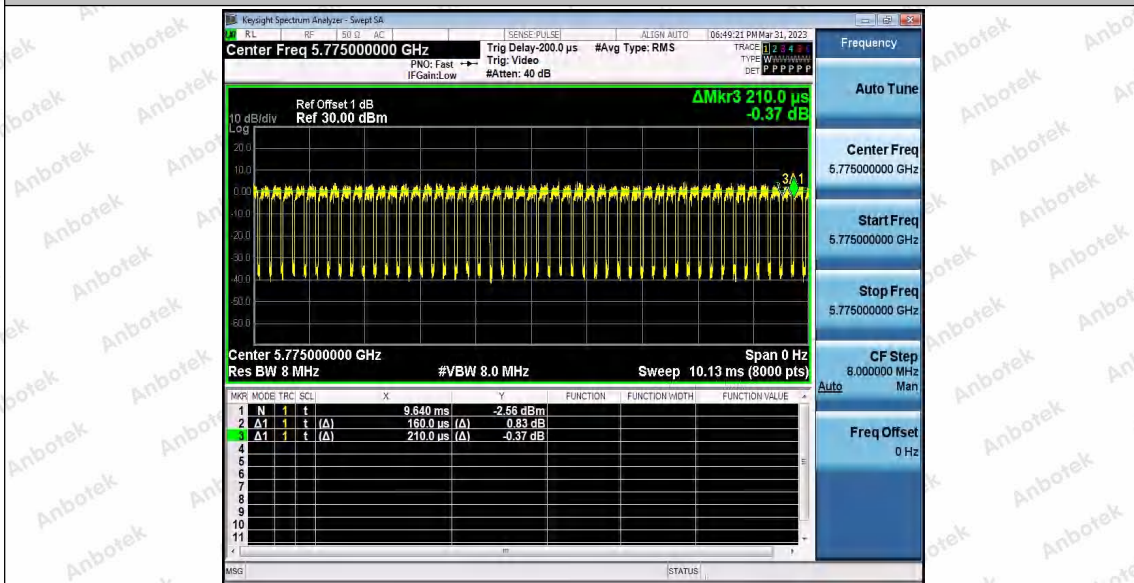 Keysight Spectrum Analyzer - Swept SA
RL RF 50 Ω AC SENSE:PULSE ALIGN AUTO 06:49:21 PM Mar 31, 2023
Center Freq 5.775000000 GHz Trig Delay-200.0 µs #Avg Type: RMS TRACE 1 2 3 4 5 6
PNO: Fast Trig: Video TYPE WWWWWW
IFGain:Low #Atten: 40 dB DET P P P P P P
ΔMkr3 210.0 µs
Ref Offset 1 dB
10 dB/div Ref 30.00 dBm -0.37 dB
Log
20.0
10.0
0.00
-10.0
-20.0
-30.0
-40.0
-50.0
-60.0
3Δ1
Center 5.775000000 GHz Span 0 Hz
Res BW 8 MHz #VBW 8.0 MHz Sweep 10.13 ms (8000 pts)
MKR MODE TRC SCL X Y FUNCTION FUNCTION WIDTH FUNCTION VALUE
1 N 1 t 9.640 ms -2.56 dBm
2 Δ1 1 t (Δ) 160.0 µs (Δ) 0.83 dB
3 Δ1 1 t (Δ) 210.0 µs (Δ) -0.37 dB
4
5
6
7
8
9
10
11
MSG STATUS
Frequency
Auto Tune
Center Freq
5.775000000 GHz
Start Freq
5.775000000 GHz
Stop Freq
5.775000000 GHz
CF Step
8.000000 MHz
Auto Man
Freq Offset
0 Hz
Anbotek